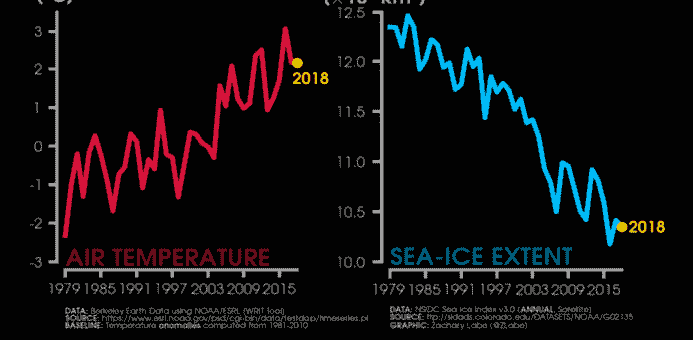 3
2
1
0
-1
-2
-3
2018
AIR TEMPERATURE
1979 1985 1991 1997 2003 2009 2015
DATA: Berkeley Earth Data using NOAA/ESRL (WRIT Tool)
SOURCE: https://www.esrl.noaa.gov/psd/cgi-bin/data/testdap/timeseries.pl
BASELINE: Temperature anomalies computed from 1981-2010
12.5
12.0
11.5
11.0
10.5
10.0
2018
SEA-ICE EXTENT
1979 1985 1991 1997 2003 2009 2015
DATA: NSIDC Sea Ice Index v3.0 (ANNUAL, Satellite)
SOURCE: ftp://sidads.colorado.edu/DATASETS/NOAA/G02135
GRAPHIC: Zachary Labe (@ZLabe)